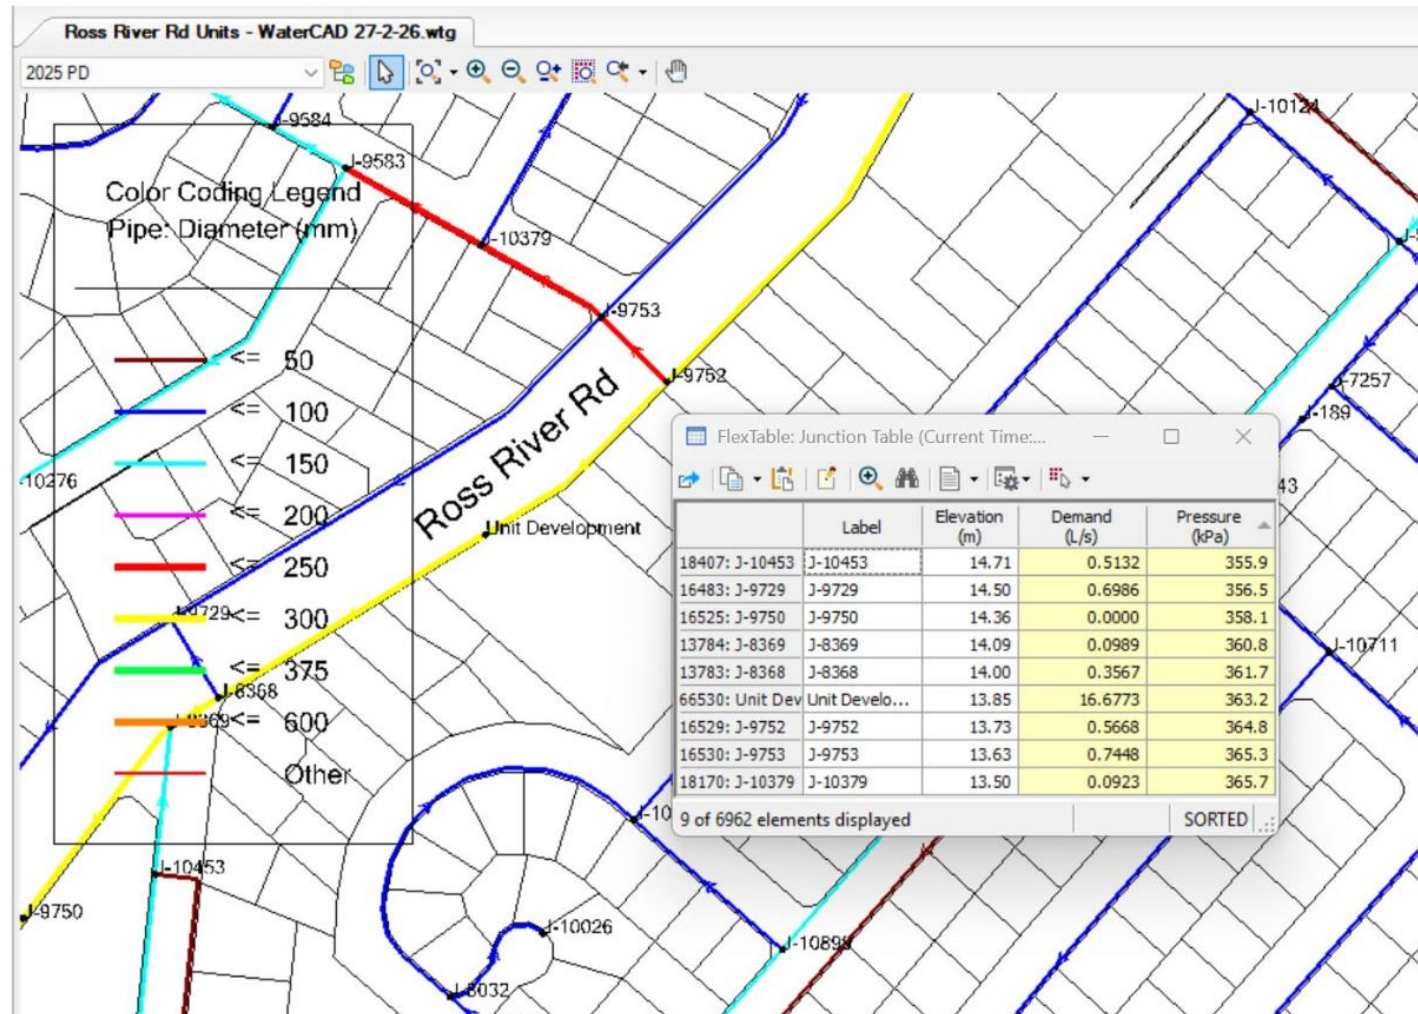 Ross River Rd Units - WaterCAD 27-2-26.wtg
2025 PD
J-10124
J-9584
J-9583
Color Coding Legend
Pipe: Diameter (mm)
J-10379
J-9753
<= 50
J-9752
J-7257
<= 100
J-189
Ross River Rd
<= 150
10276
<= 200
Unit Development
<= 250
J-9729
<= 300
J-10711
<= 375
J-8368
J-8369
<= 600
Other
J-10453
J-9750
J-10026
J-8032
FlexTable: Junction Table (Current Time:...
Label Elevation (m) Demand (L/s) Pressure (kPa)
18407: J-10453 J-10453 14.71 0.5132 355.9
16483: J-9729 J-9729 14.50 0.6986 356.5
16525: J-9750 J-9750 14.36 0.0000 358.1
13784: J-8369 J-8369 14.09 0.0989 360.8
13783: J-8368 J-8368 14.00 0.3567 361.7
66530: Unit Dev Unit Develo... 13.85 16.6773 363.2
16529: J-9752 J-9752 13.73 0.5668 364.8
16530: J-9753 J-9753 13.63 0.7448 365.3
18170: J-10379 J-10379 13.50 0.0923 365.7
9 of 6962 elements displayed SORTED